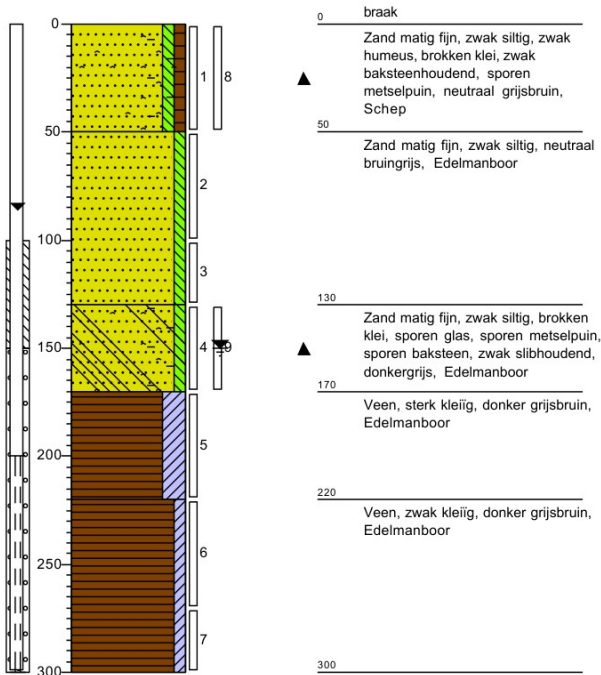 0
50
100
150
200
250
300
1
8
2
3
4
9
5
6
7
0
braak
Zand matig fijn, zwak siltig, zwak
humeus, brokken klei, zwak
baksteenhoudend, sporen
metselpuin, neutraal grijsbruin,
Schep
50
Zand matig fijn, zwak siltig, neutraal
bruingrijs, Edelmanboor
130
Zand matig fijn, zwak siltig, brokken
klei, sporen glas, sporen metselpuin,
sporen baksteen, zwak slibhoudend,
donkergrijs, Edelmanboor
170
Veen, sterk kleiïg, donker grijsbruin,
Edelmanboor
220
Veen, zwak kleiïg, donker grijsbruin,
Edelmanboor
300